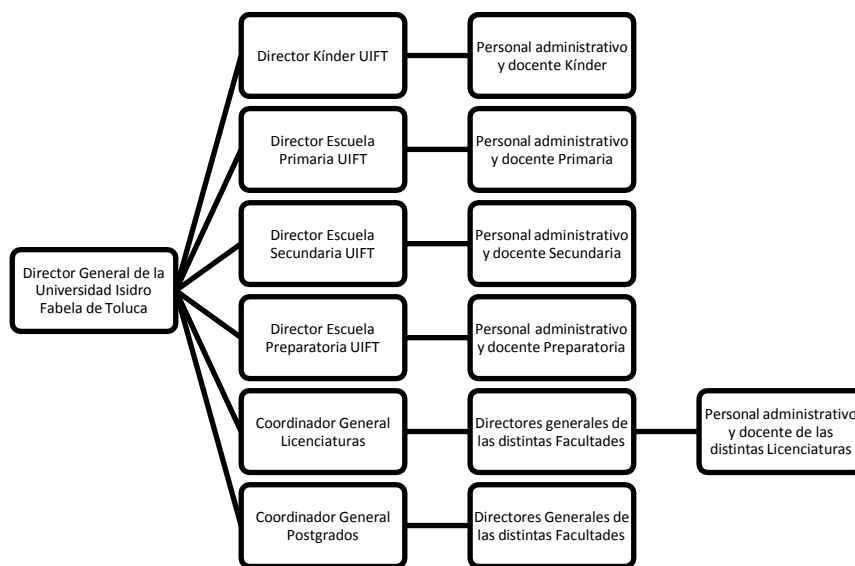 Director Kínder UIFT
Personal administrativo
y docente Kínder
Director Escuela
Primaria UIFT
Personal administrativo
y docente Primaria
Director Escuela
Secundaria UIFT
Personal administrativo
y docente Secundaria
Director General de la
Universidad Isidro
Fabela de Toluca
Director Escuela
Preparatoria UIFT
Personal administrativo
y docente Preparatoria
Coordinador General
Licenciaturas
Directores generales de
las distintas Facultades
Personal administrativo
y docente de las
distintas Licenciaturas
Coordinador General
Postgrados
Directores Generales de
las distintas Facultades